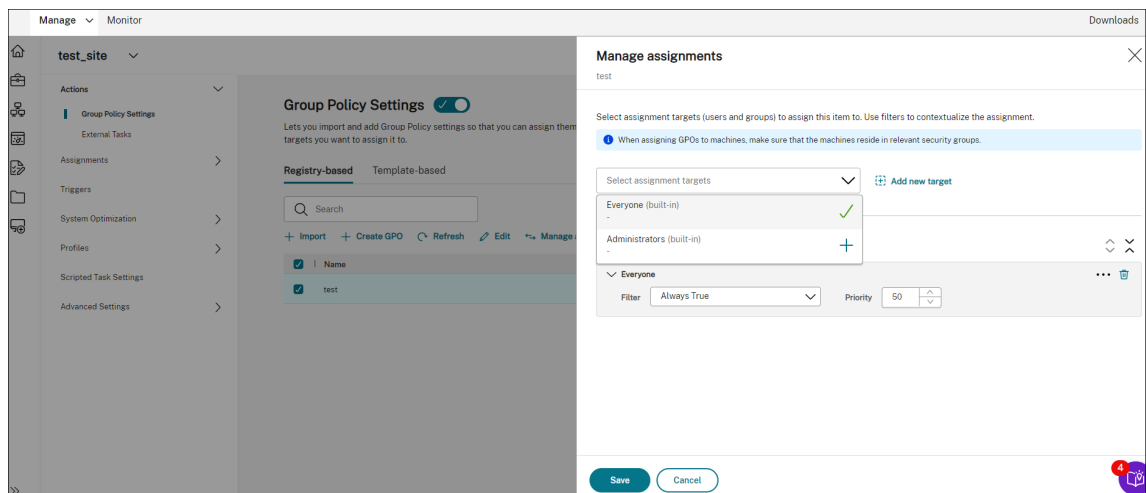 Manage Monitor Downloads
test_site
Actions
Group Policy Settings
External Tasks
Assignments
Triggers
System Optimization
Profiles
Scripted Task Settings
Advanced Settings
Group Policy Settings
Lets you import and add Group Policy settings so that you can assign them
targets you want to assign it to.
Registry-based Template-based
Search
Import Create GPO Refresh Edit Manage a
Name
test
Manage assignments
test
Select assignment targets (users and groups) to assign this item to. Use filters to contextualize the assignment.
When assigning GPOs to machines, make sure that the machines reside in relevant security groups.
Select assignment targets Add new target
Everyone (built-in)
-
Administrators (built-in)
-
Everyone
Filter Always True Priority 50
Save Cancel
4